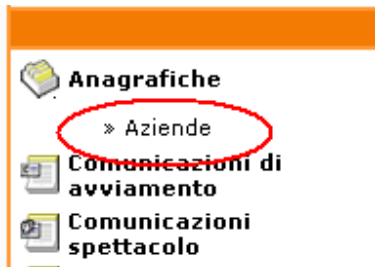 Anagrafiche
» Aziende
Comunicazioni di
avviamento
Comunicazioni
spettacolo